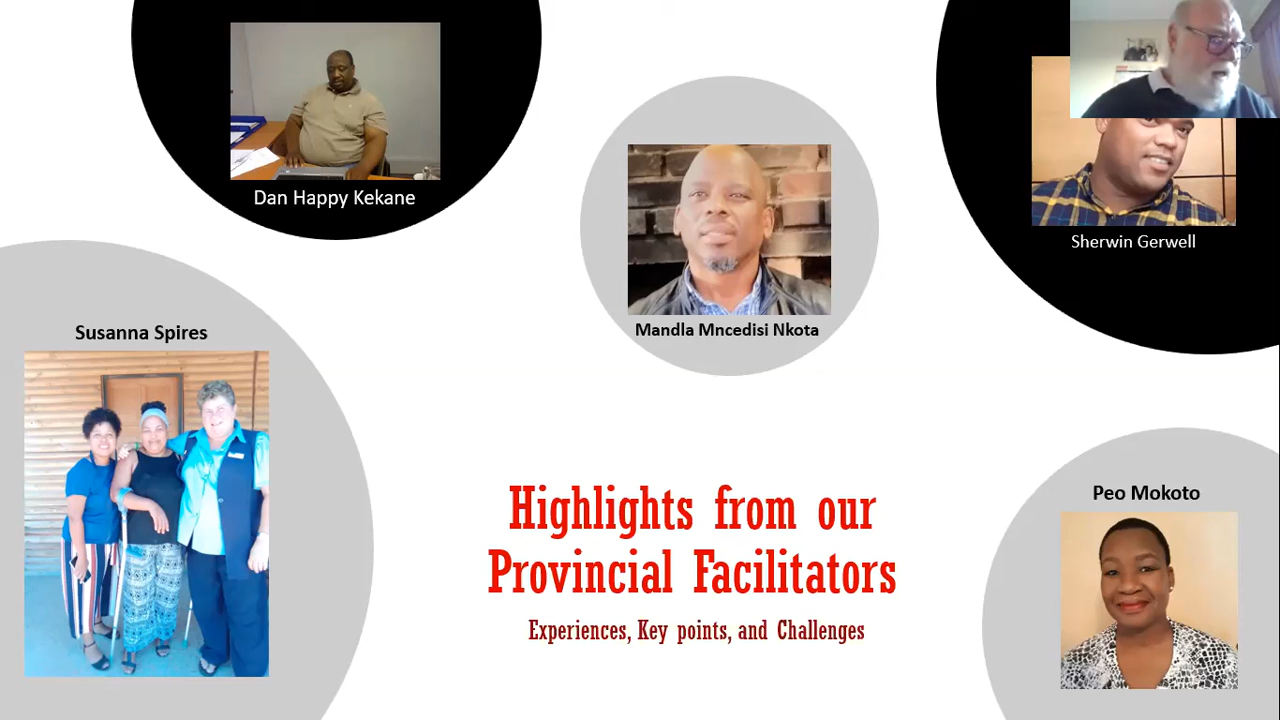 Dan Happy Kekane
Mandla Mncedisi Nkota
Sherwin Gerwell
Susanna Spires
Peo Mokoto
Highlights from our
Provincial Facilitators
Experiences, Key points, and Challenges